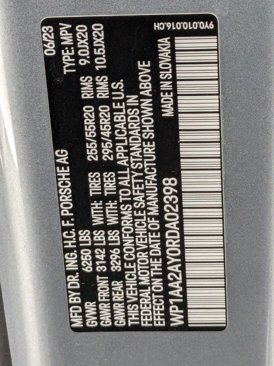 MFD BY DR. ING. H.C. F. PORSCHE AG 06/23
GVWR 6250 LBS TYPE: MPV
GAWR FRONT 3142 LBS WITH- TIRES 255/55R20 RIMS 9.0JX20
GAWR REAR 3296 LBS WITH- TIRES 295/45R20 RIMS 10.5JX20
THIS VEHICLE CONFORMS TO ALL APPLICABLE U.S.
FEDERAL MOTOR VEHICLE SAFETY STANDARDS IN EFFECT ON THE DATE
OF MANUFACTURE SHOWN ABOVE
WP1AA2AY0RDA02398 MADE IN SLOVAKIA
9Y0.010.016.CH